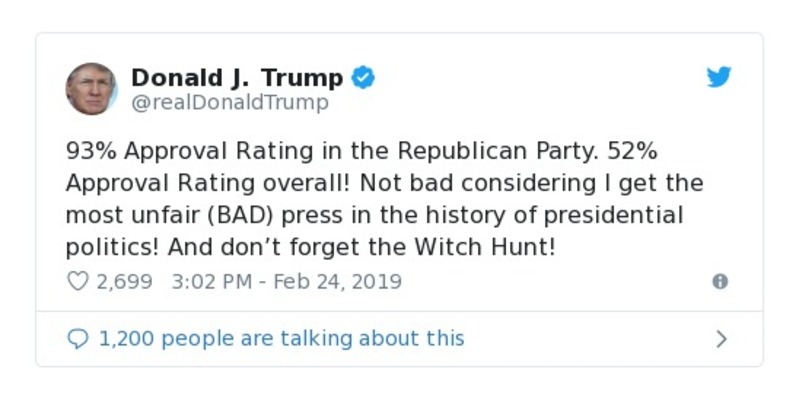 Donald J. Trump
@realDonaldTrump
93% Approval Rating in the Republican Party. 52%
Approval Rating overall! Not bad considering I get the
most unfair (BAD) press in the history of presidential
politics! And don’t forget the Witch Hunt!
2,699 3:02 PM - Feb 24, 2019
1,200 people are talking about this